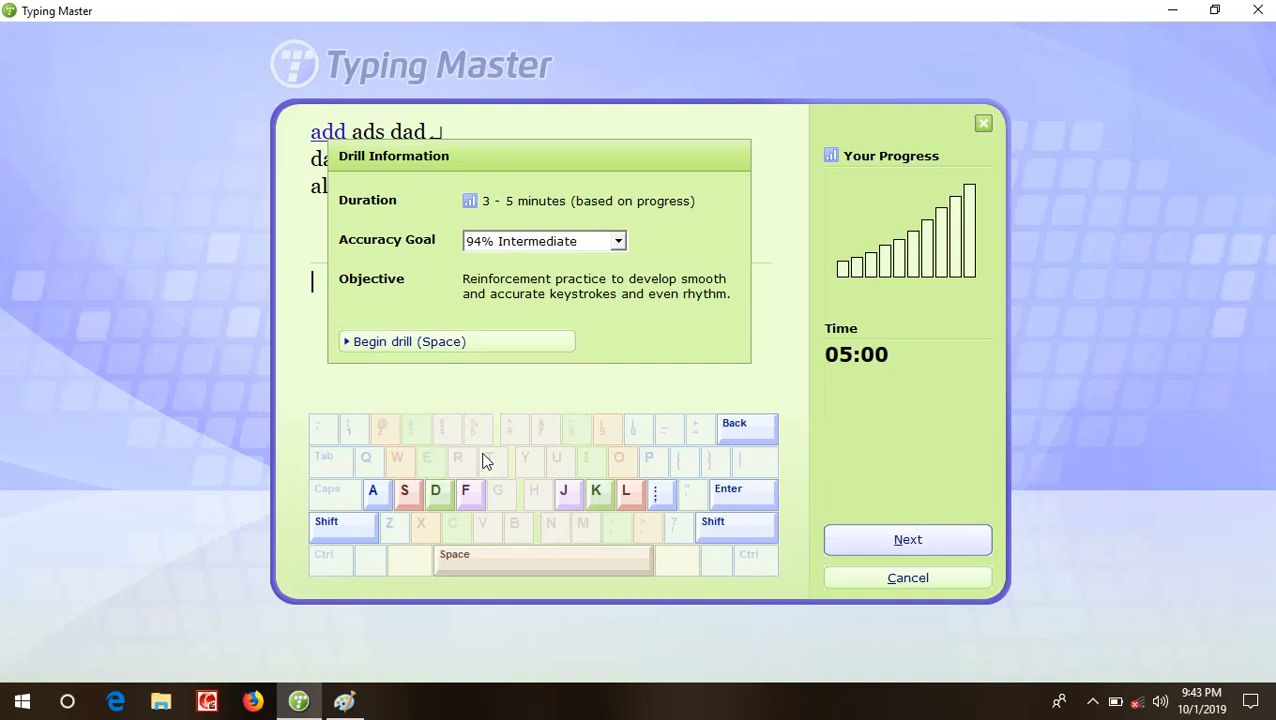 Typing Master
Typing Master
add ads dad
Drill Information
Duration
3 - 5 minutes (based on progress)
Accuracy Goal
94% Intermediate
Objective
Reinforcement practice to develop smooth
and accurate keystrokes and even rhythm.
Begin drill (Space)
Your Progress
Time
05:00
Back
Tab Q W E R T Y U I O P
Caps A S D F G H J K L ; Enter
Shift Z X C V B N M Shift
Ctrl Space Ctrl
Next
Cancel
9:43 PM
10/1/2019